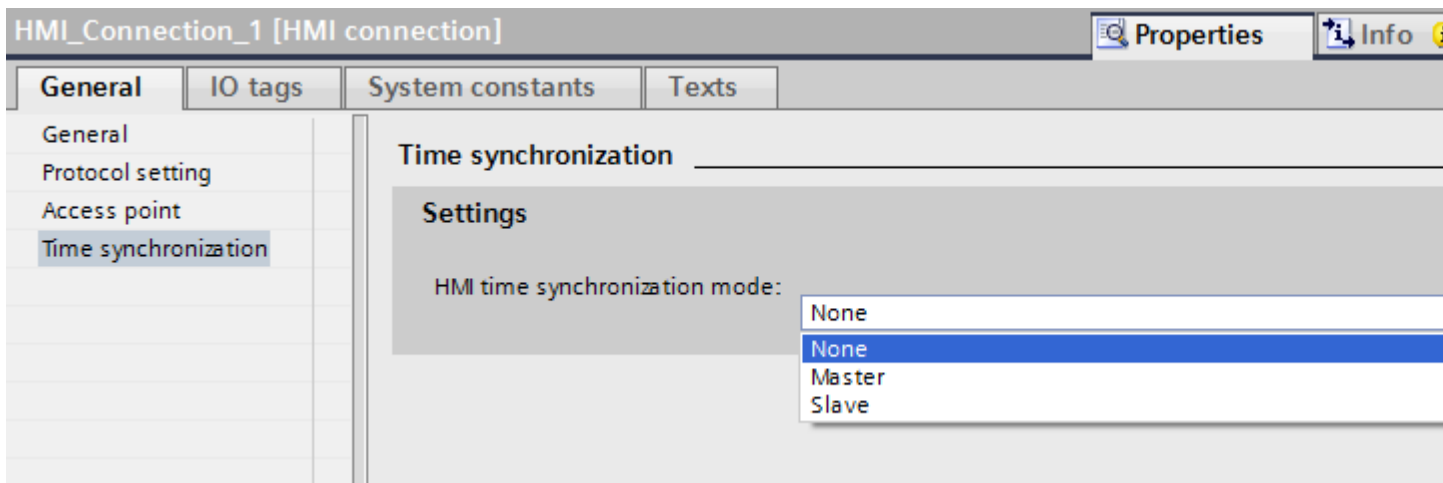 HMI_Connection_1 [HMI connection]
Properties
Info
General
IO tags
System constants
Texts
General
Protocol setting
Access point
Time synchronization
Time synchronization
Settings
HMI time synchronization mode:
None
None
Master
Slave